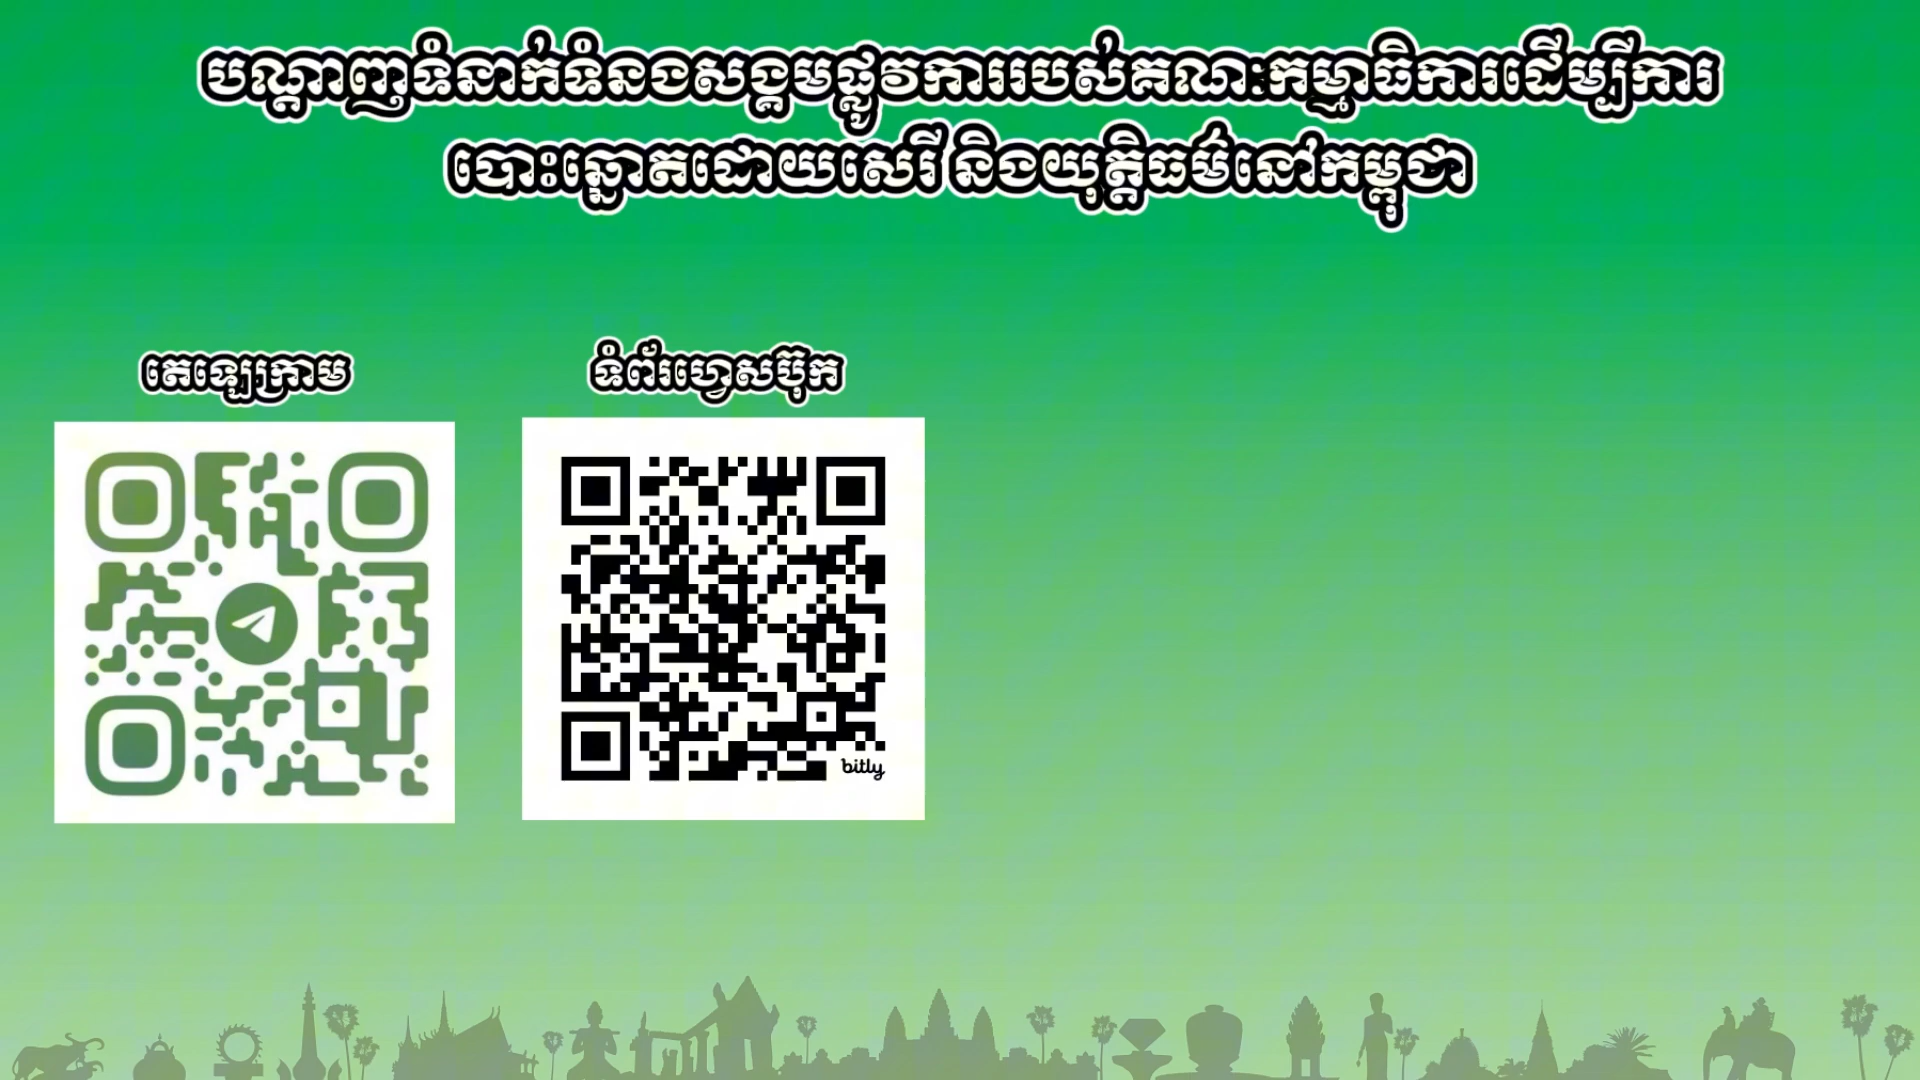 បណ្ដាញទំនាក់ទំនងសង្គមផ្លូវការរបស់គណៈកម្មាធិការដើម្បីការ
បោះឆ្នោតដោយសេរី និងយុត្តិធម៌នៅកម្ពុជា
តេឡេក្រាម
ទំព័រហ្វេសប៊ុក
bitly